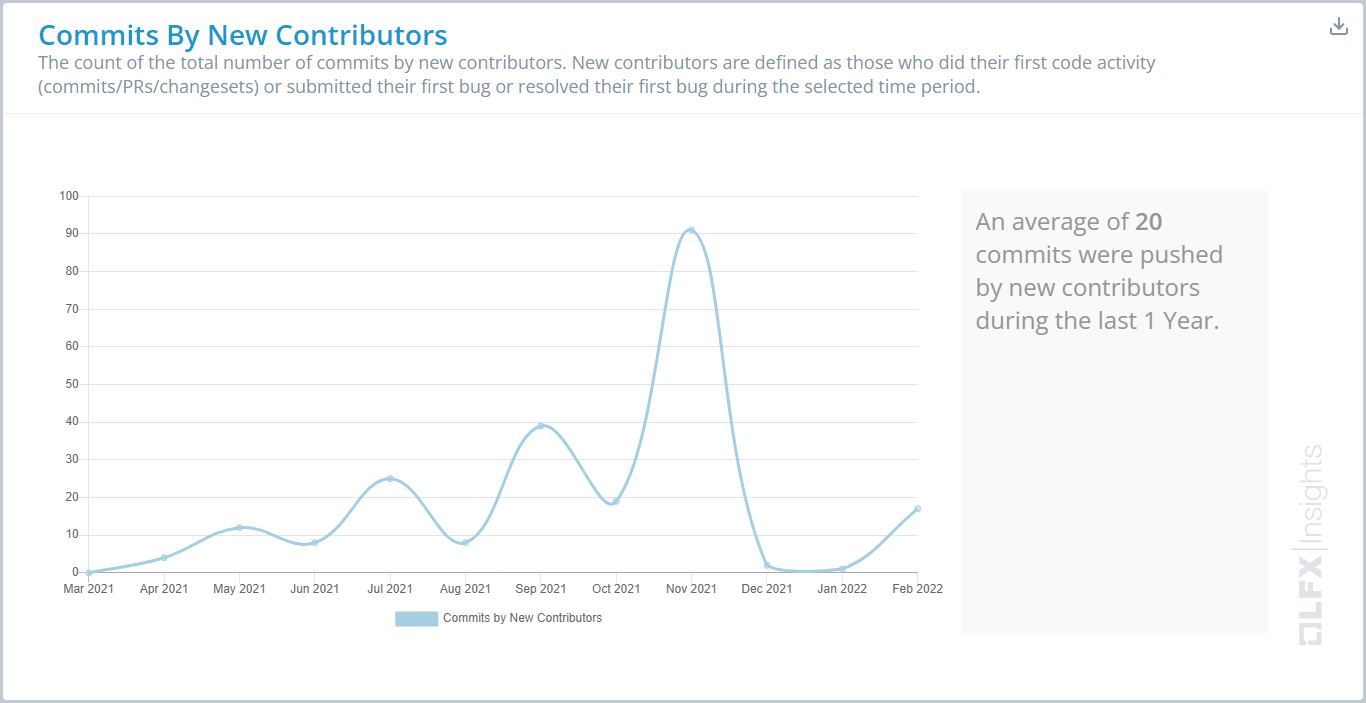 Commits By New Contributors
The count of the total number of commits by new contributors. New contributors are defined as those who did their first code activity
(commits/PRs/changesets) or submitted their first bug or resolved their first bug during the selected time period.
100
90
80
70
60
50
40
30
20
10
0
Mar 2021 Apr 2021 May 2021 Jun 2021 Jul 2021 Aug 2021 Sep 2021 Oct 2021 Nov 2021 Dec 2021 Jan 2022 Feb 2022
Commits by New Contributors
An average of 20
commits were pushed
by new contributors
during the last 1 Year.
LFX|Insights